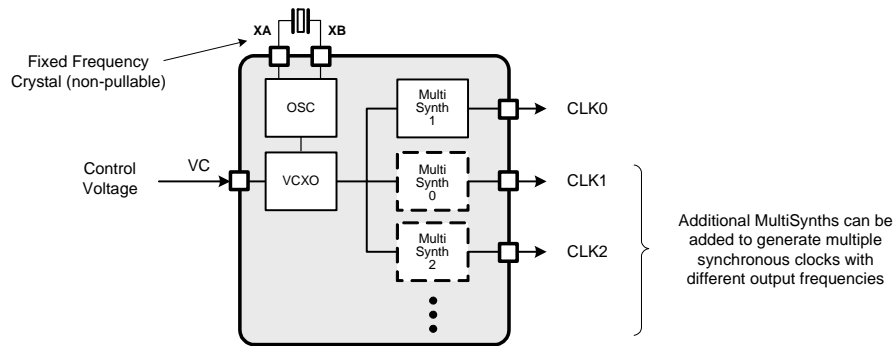 XA
XB
Fixed Frequency
Crystal (non-pullable)
OSC
Multi
Synth
1
CLK0
Control
Voltage
VC
VCXO
Multi
Synth
0
CLK1
Multi
Synth
2
CLK2
Additional MultiSynths can be
added to generate multiple
synchronous clocks with
different output frequencies